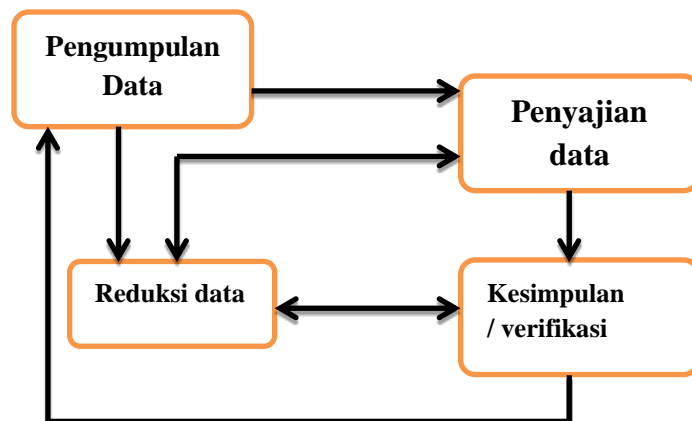 Pengumpulan
Data
Penyajian
data
Reduksi data
Kesimpulan
/ verifikasi